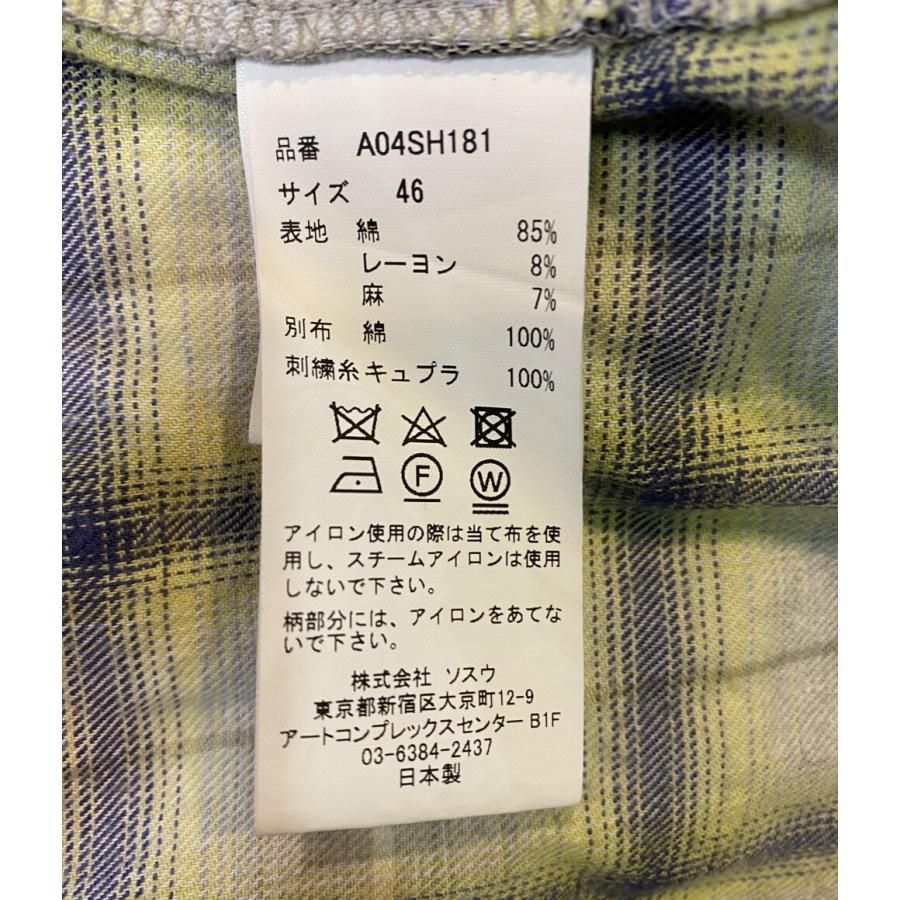 品番 A04SH181
サイズ 46
表地 綿 85%
レーヨン 8%
麻 7%
別布 綿 100%
刺繍糸キュプラ 100%
F W
アイロン使用の際は当て布を使
用し、スチームアイロンは使用
しないで下さい。
柄部分には、アイロンをあてな
いで下さい。
株式会社 ソスウ
東京都新宿区大京町12-9
アートコンプレックスセンター B1F
03-6384-2437
日本製